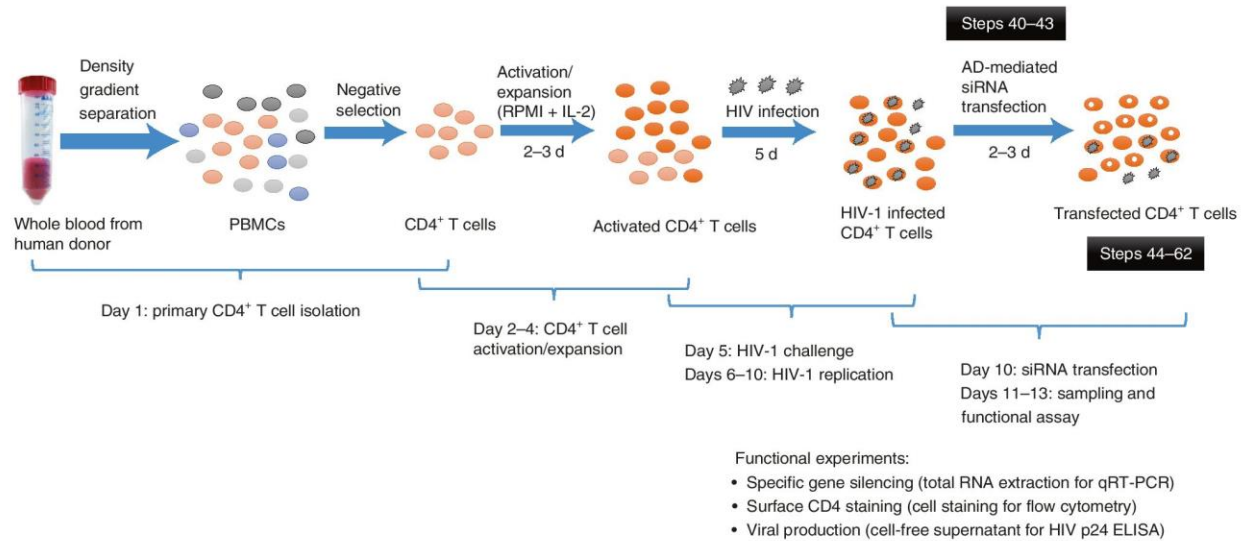 Steps 40–43
Density
gradient
separation
Negative
selection
Activation/
expansion
(RPMI + IL-2)
2–3 d
HIV infection
5 d
AD-mediated
siRNA
transfection
2–3 d
Whole blood from
human donor
PBMCs
CD4⁺ T cells
Activated CD4⁺ T cells
HIV-1 infected
CD4⁺ T cells
Transfected CD4⁺ T cells
Steps 44–62
Day 1: primary CD4⁺ T cell isolation
Day 2–4: CD4⁺ T cell
activation/expansion
Day 5: HIV-1 challenge
Days 6–10: HIV-1 replication
Day 10: siRNA transfection
Days 11–13: sampling and
functional assay
Functional experiments:
• Specific gene silencing (total RNA extraction for qRT-PCR)
• Surface CD4 staining (cell staining for flow cytometry)
• Viral production (cell-free supernatant for HIV p24 ELISA)